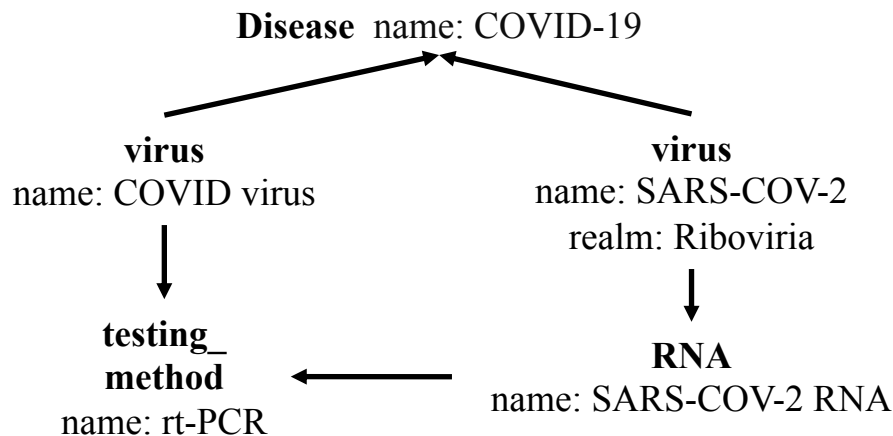 Disease name: COVID-19
virus
name: COVID virus
virus
name: SARS-COV-2
realm: Riboviria
testing_
method
name: rt-PCR
RNA
name: SARS-COV-2 RNA